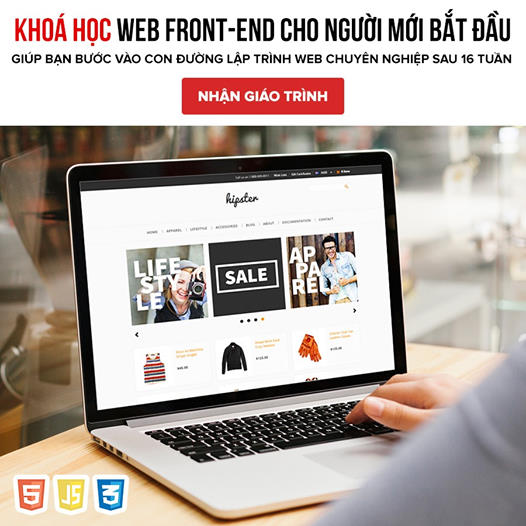 KHOÁ HỌC WEB FRONT-END CHO NGƯỜI MỚI BẮT ĐẦU
GIÚP BẠN BƯỚC VÀO CON ĐƯỜNG LẬP TRÌNH WEB CHUYÊN NGHIỆP SAU 16 TUẦN
NHẬN GIÁO TRÌNH
hipster
HOME APPAREL LIFESTYLE ACCESSORIES BLOG ABOUT DOCUMENTATION CONTACT
LIFE
STY
LE
SALE
AP
PA
REL
5 JS 3